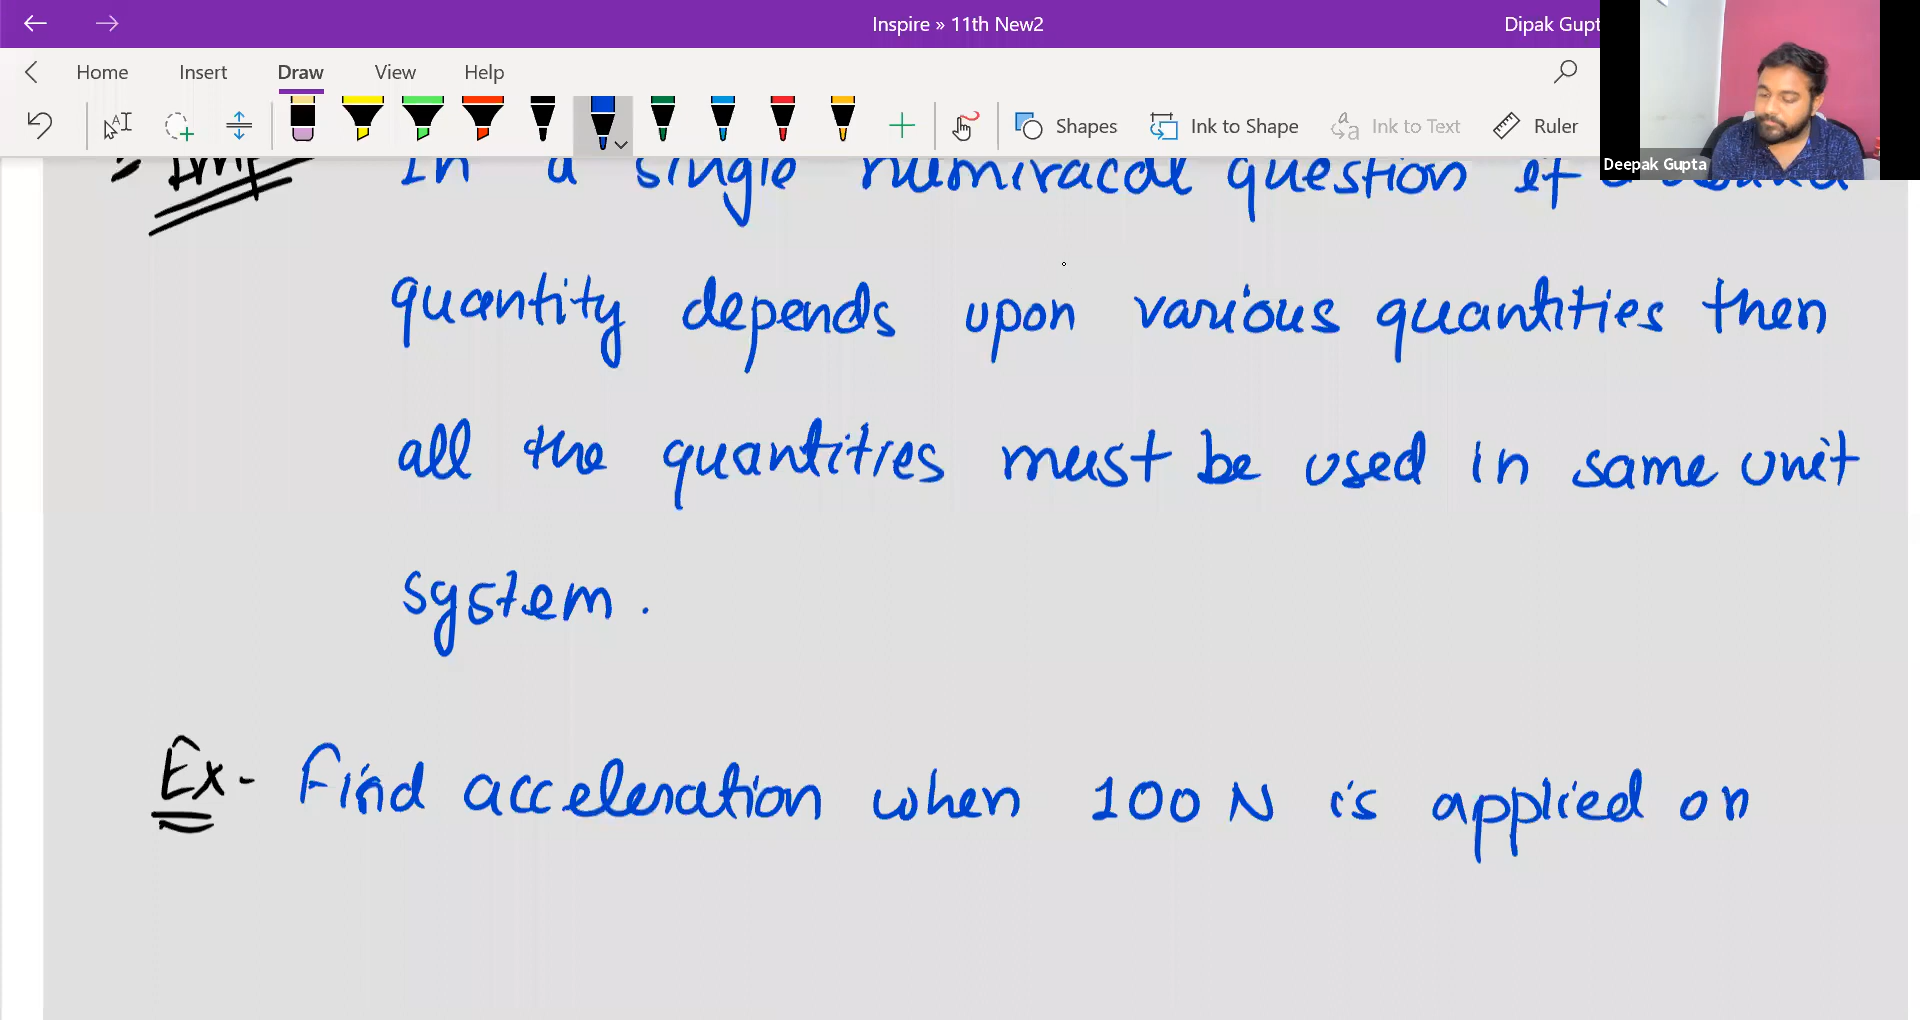 Inspire » 11th New2
Dipak Gupt
Home Insert Draw View Help
Shapes Ink to Shape Ink to Text Ruler
Deepak Gupta
Imp In a single numiracal question if
quantity depends upon various quantities then
all the quantities must be used in same unit
system.
Ex- Find acceleration when 100 N is applied on